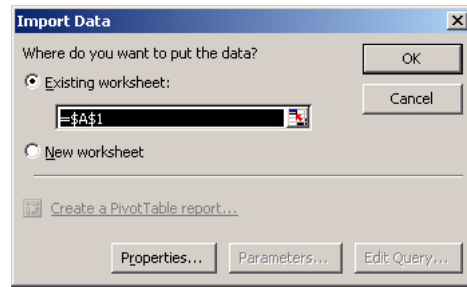 Import Data
Where do you want to put the data?
OK
Existing worksheet:
Cancel
=$A$1
New worksheet
Create a PivotTable report...
Properties... Parameters... Edit Query...